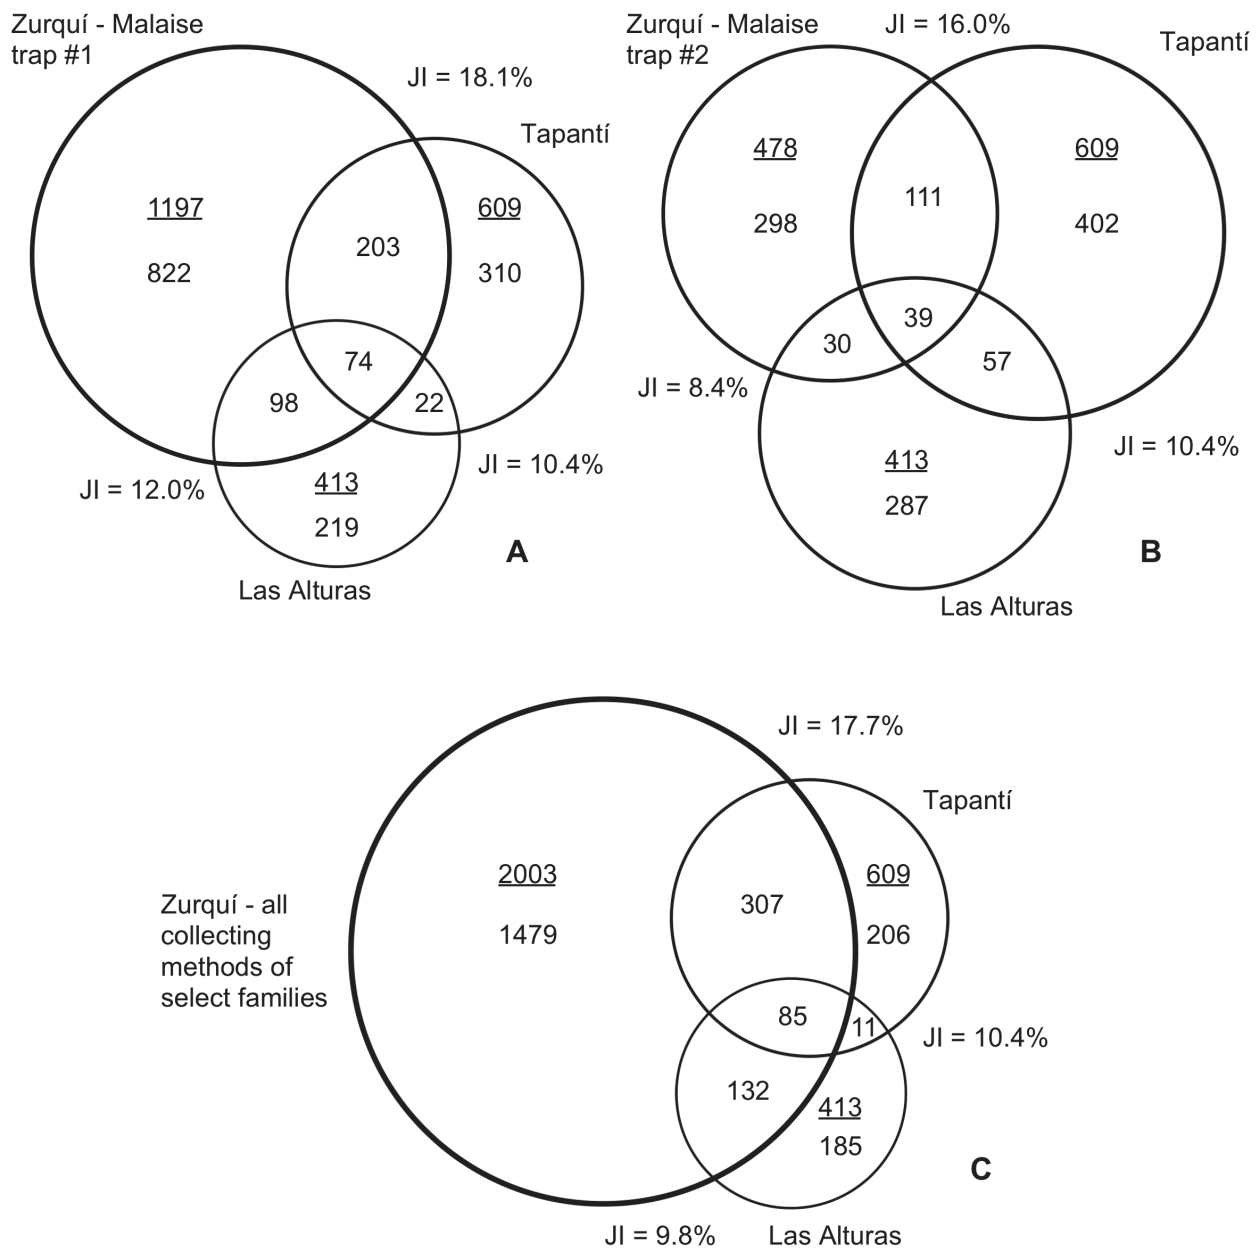 Zurquí - Malaise
trap #1
JI = 18.1%
Tapantí
1197
822
203
609
310
74
98
22
JI = 12.0%
JI = 10.4%
413
219
A
Las Alturas
Zurquí - Malaise
trap #2
JI = 16.0%
Tapantí
478
298
111
609
402
39
30
57
JI = 8.4%
JI = 10.4%
413
287
B
Las Alturas
JI = 17.7%
Tapantí
Zurquí - all
collecting
methods of
select families
2003
1479
307
609
206
85
11
JI = 10.4%
132
413
185
C
JI = 9.8%
Las Alturas